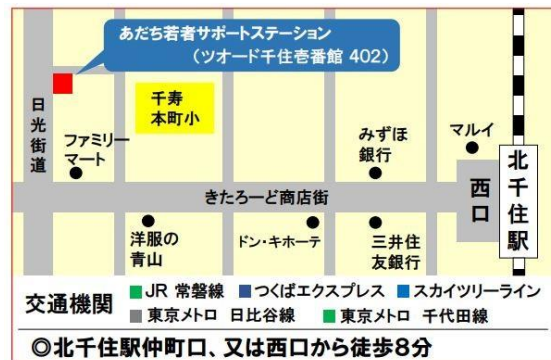 あだち若者サポートステーション
（ツオード千住壱番館 402）
日光街道
千寿
本町小
ファミリー
マート
みずほ
銀行
マルイ
西口
北千住駅
きたろーど商店街
洋服の
青山
ドン・キホーテ
三井住
友銀行
交通機関
JR 常磐線 つくばエクスプレス スカイツリーライン
東京メトロ 日比谷線 東京メトロ 千代田線
◎北千住駅仲町口、又は西口から徒歩8分